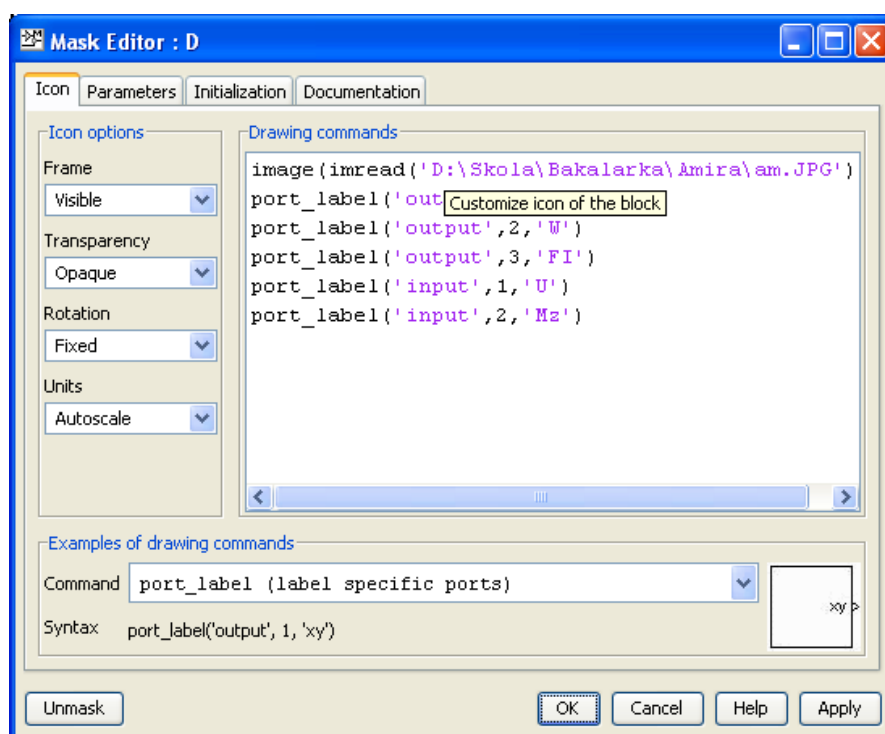 Mask Editor : D
Icon Parameters Initialization Documentation
Icon options
Frame
Visible
Transparency
Opaque
Rotation
Fixed
Units
Autoscale
Drawing commands
image(imread('D:\Skola\Bakalarka\Amira\am.JPG')
port_label('out
Customize icon of the block
port_label('output',2,'W')
port_label('output',3,'FI')
port_label('input',1,'U')
port_label('input',2,'Mz')
Examples of drawing commands
Command port_label (label specific ports)
Syntax port_label('output', 1, 'xy')
xy >
Unmask OK Cancel Help Apply